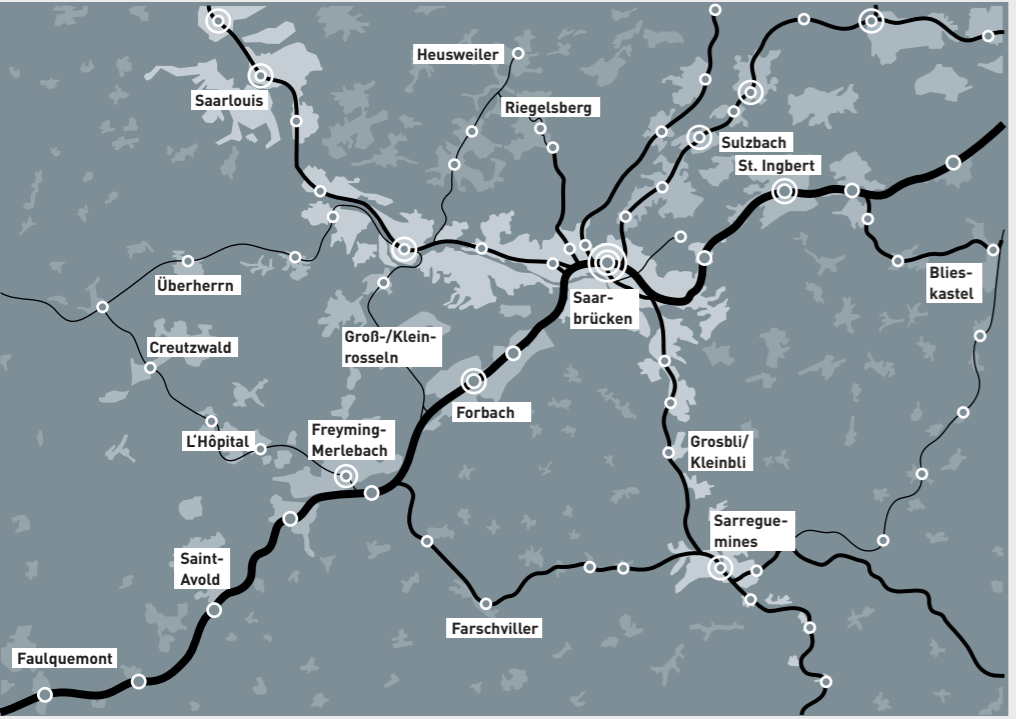 Heusweiler
Saarlouis
Riegelsberg
Sulzbach
St. Ingbert
Überherrn
Saar-
brücken
Blies-
kastel
Groß-/Klein-
rosseln
Creutzwald
Forbach
L'Hôpital
Freyming-
Merlebach
Grosbli/
Kleinbli
Sarregue-
mines
Saint-
Avold
Farschviller
Faulquemont